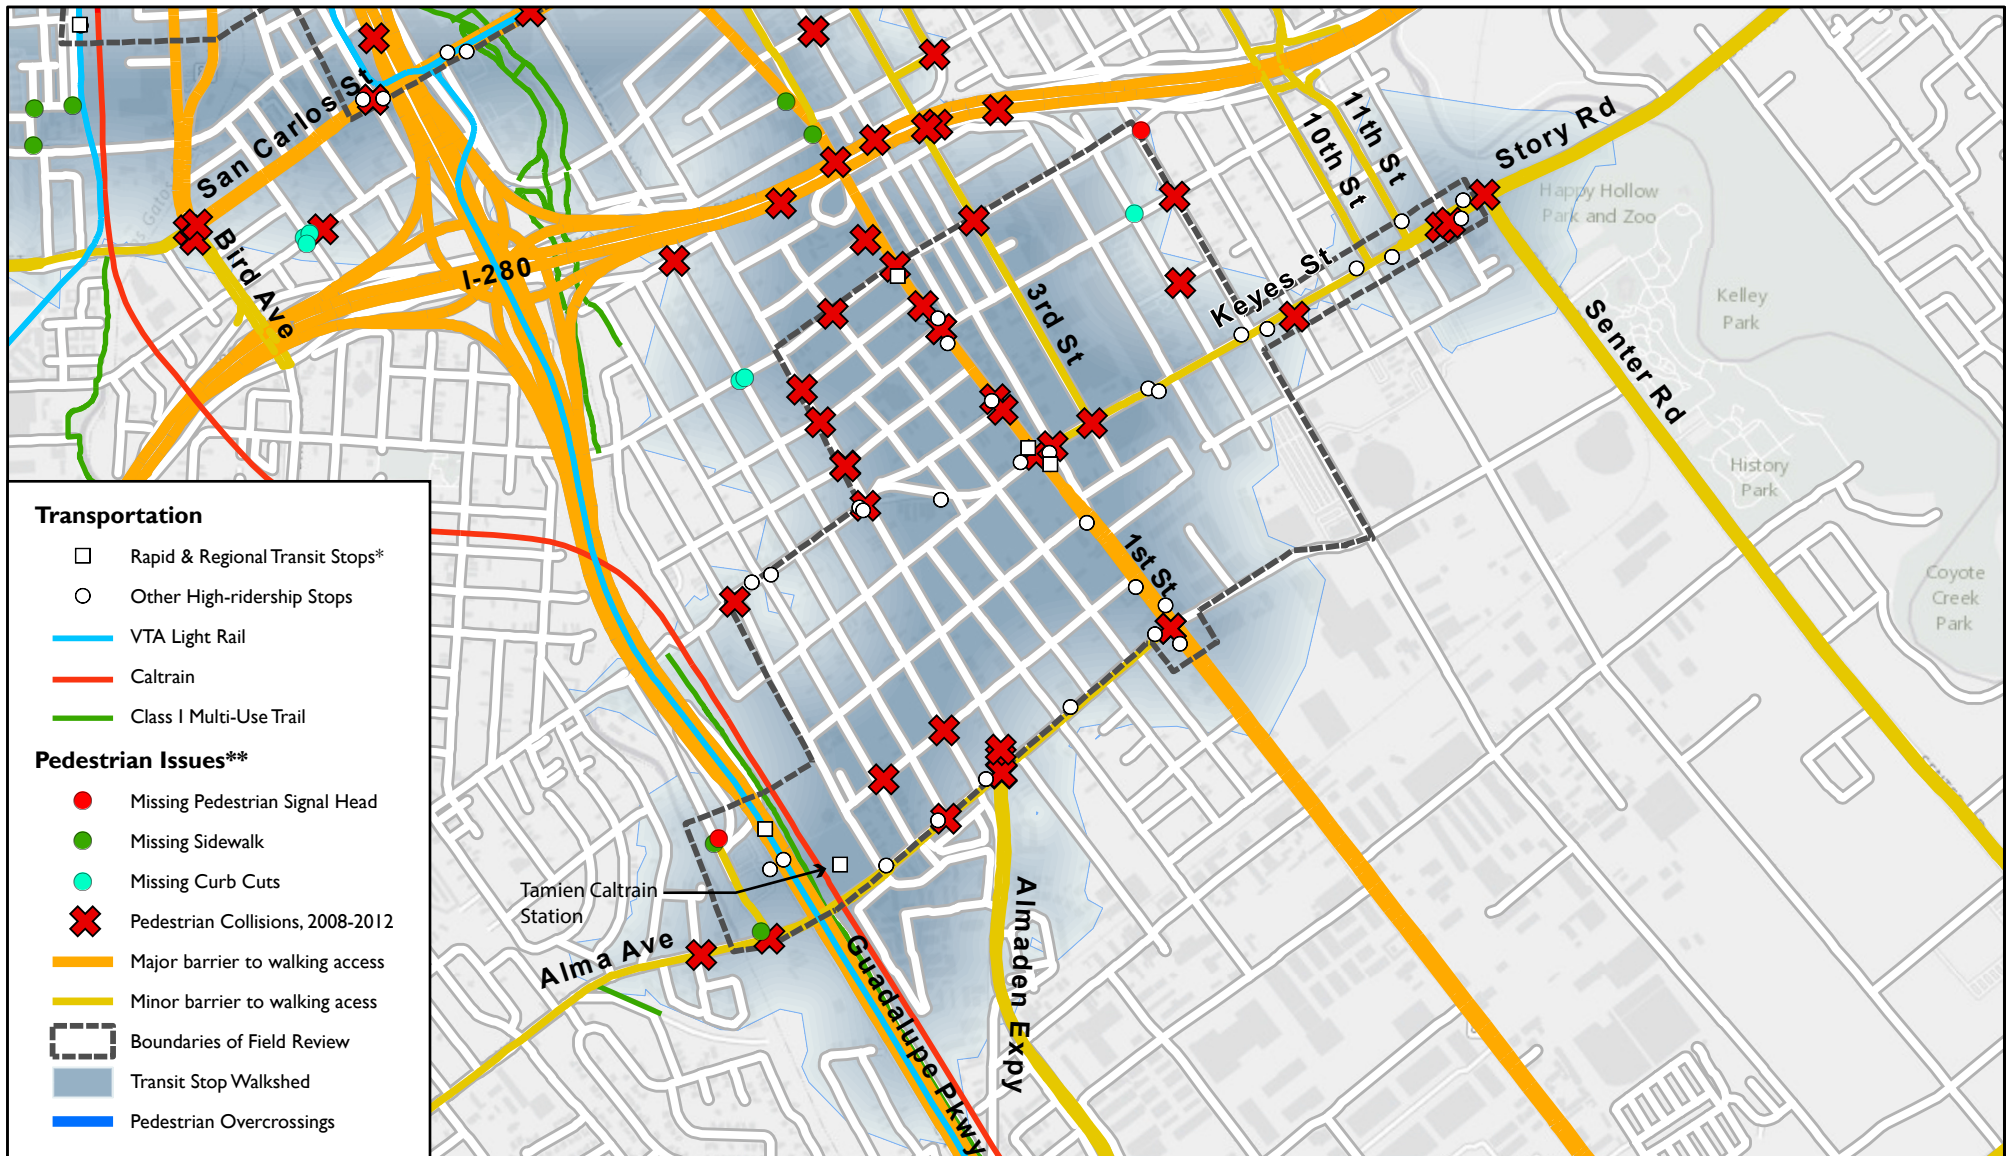 San Carlos St
Bird Ave
I-280
3rd St
Keyes St
10th St
11th St
Story Rd
Happy Hollow
Park and Zoo
Kelley
Park
Senter Rd
History
Park
Coyote
Creek
Park
1st St
Tamien Caltrain
Station
Alma Ave
Guadalupe Pkwy
Almaden Expy
Transportation
Rapid & Regional Transit Stops*
Other High-ridership Stops
VTA Light Rail
Caltrain
Class I Multi-Use Trail
Pedestrian Issues**
Missing Pedestrian Signal Head
Missing Sidewalk
Missing Curb Cuts
Pedestrian Collisions, 2008-2012
Major barrier to walking access
Minor barrier to walking acess
Boundaries of Field Review
Transit Stop Walkshed
Pedestrian Overcrossings